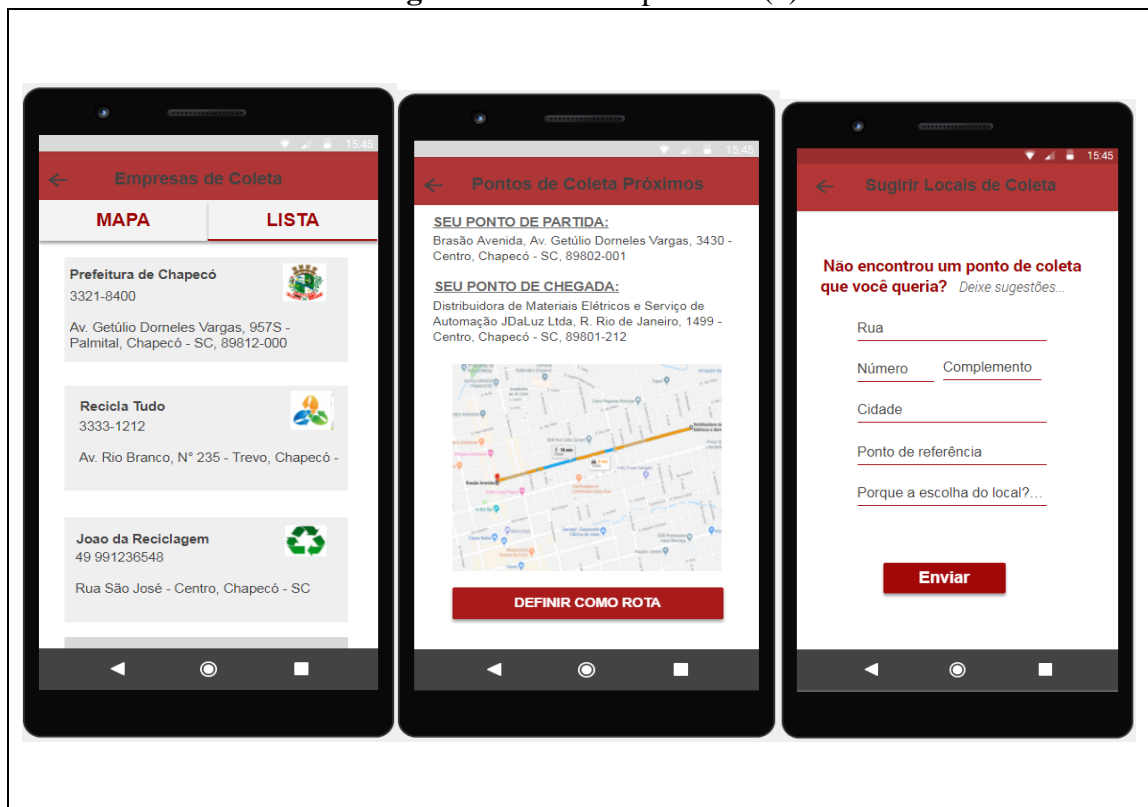 15:45
Empresas de Coleta
MAPA
LISTA
Prefeitura de Chapecó
3321-8400
Av. Getúlio Dorneles Vargas, 957S -
Palmital, Chapecó - SC, 89812-000
Recicla Tudo
3333-1212
Av. Rio Branco, N° 235 - Trevo, Chapecó -
Joao da Reciclagem
49 991236548
Rua São José - Centro, Chapecó - SC
15:45
Pontos de Coleta Próximos
SEU PONTO DE PARTIDA:
Brasão Avenida, Av. Getúlio Dorneles Vargas, 3430 -
Centro, Chapecó - SC, 89802-001
SEU PONTO DE CHEGADA:
Distribuidora de Materiais Elétricos e Serviço de
Automação JDaLuz Ltda, R. Rio de Janeiro, 1499 -
Centro, Chapecó - SC, 89801-212
DEFINIR COMO ROTA
15:45
Sugirir Locais de Coleta
Não encontrou um ponto de coleta
que você queria? Deixe sugestões...
Rua
Número
Complemento
Cidade
Ponto de referência
Porque a escolha do local?...
Enviar